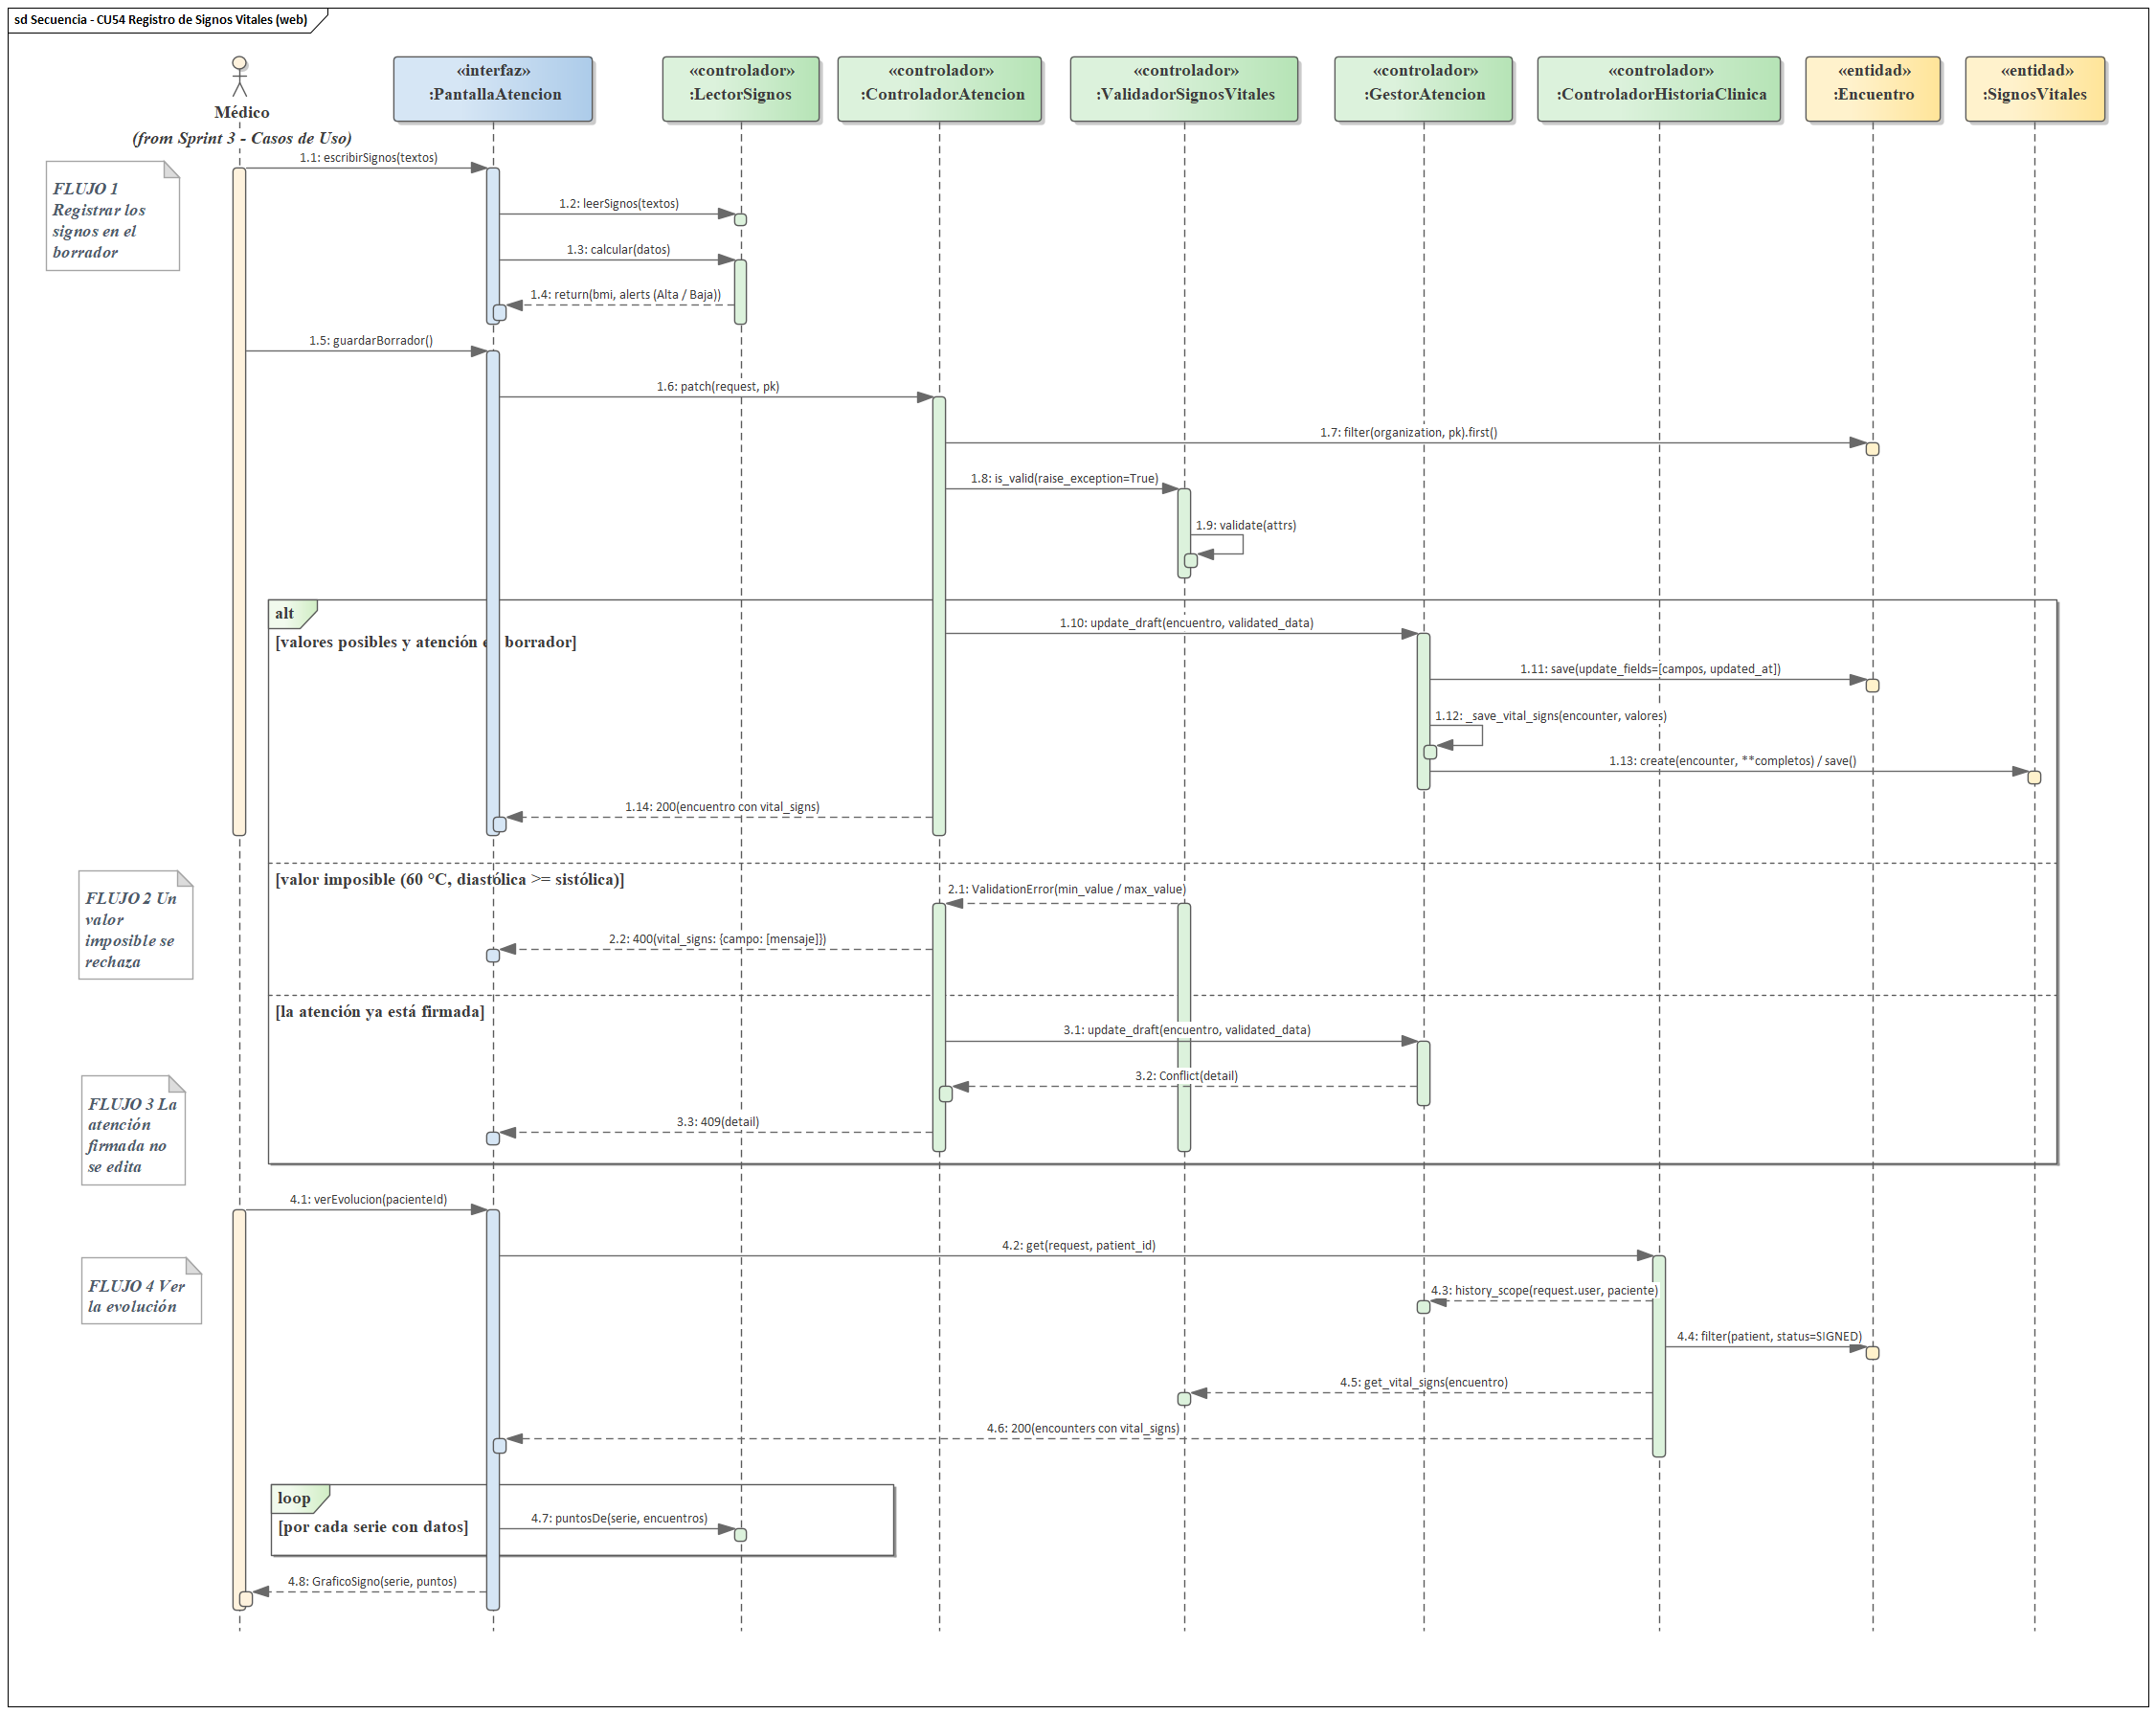 sd Secuencia - CU54 Registro de Signos Vitales (web)
Médico
(from Sprint 3 - Casos de Uso)
«interfaz»
:PantallaAtencion
«controlador»
:LectorSignos
«controlador»
:ControladorAtencion
«controlador»
:ValidadorSignosVitales
«controlador»
:GestorAtencion
«controlador»
:ControladorHistoriaClinica
«entidad»
:Encuentro
«entidad»
:SignosVitales
FLUJO 1
Registrar los
signos en el
borrador
1.1: escribirSignos(textos)
1.2: leerSignos(textos)
1.3: calcular(datos)
1.4: return(bmi, alerts (Alta / Baja))
1.5: guardarBorrador()
1.6: patch(request, pk)
1.7: filter(organization, pk).first()
1.8: is_valid(raise_exception=True)
1.9: validate(attrs)
alt
[valores posibles y atención e borrador]
1.10: update_draft(encuentro, validated_data)
1.11: save(update_fields=[campos, updated_at])
1.12: _save_vital_signs(encounter, valores)
1.13: create(encounter, **completos) / save()
1.14: 200(encuentro con vital_signs)
[valor imposible (60 °C, diastólica >= sistólica)]
FLUJO 2 Un
valor
imposible se
rechaza
2.1: ValidationError(min_value / max_value)
2.2: 400(vital_signs: {campo: [mensaje]})
[la atención ya está firmada]
3.1: update_draft(encuentro, validated_data)
3.2: Conflict(detail)
3.3: 409(detail)
FLUJO 3 La
atención
firmada no
se edita
4.1: verEvolucion(pacienteId)
4.2: get(request, patient_id)
FLUJO 4 Ver
la evolución
4.3: history_scope(request.user, paciente)
4.4: filter(patient, status=SIGNED)
4.5: get_vital_signs(encuentro)
4.6: 200(encounters con vital_signs)
loop
[por cada serie con datos]
4.7: puntosDe(serie, encuentros)
4.8: GraficoSigno(serie, puntos)